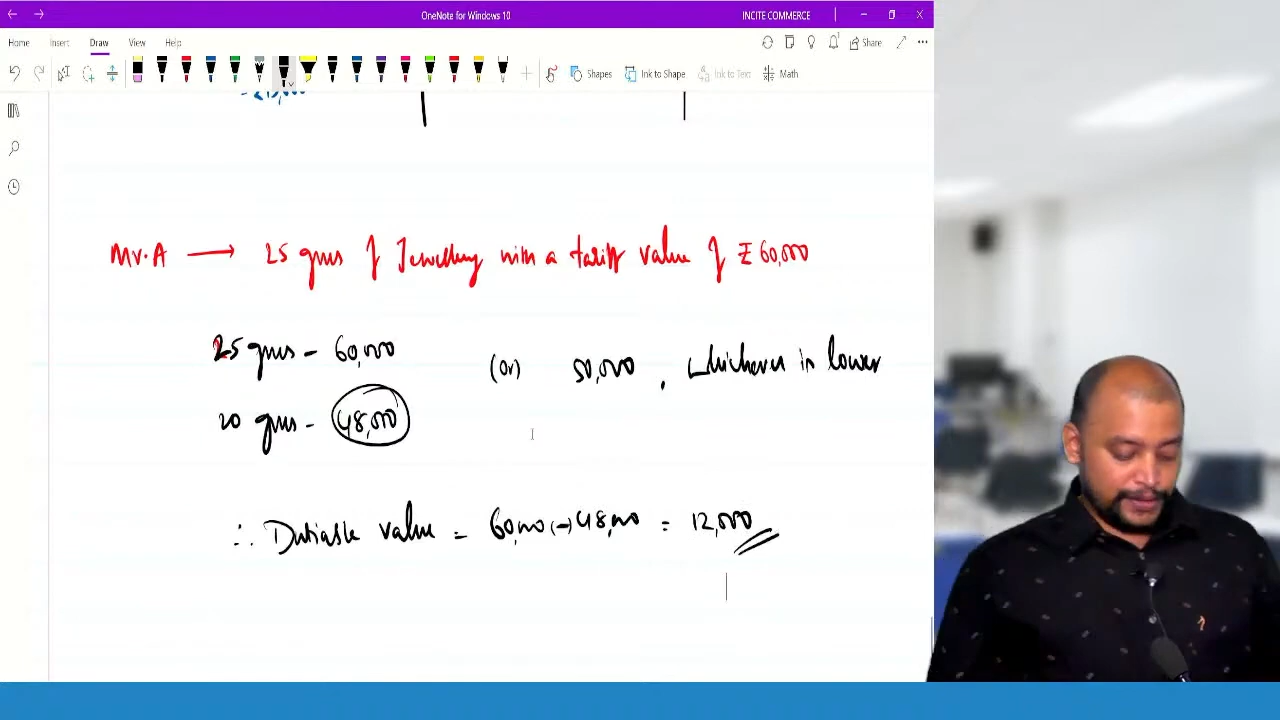 OneNote for Windows 10
INCITE COMMERCE
Home Insert Draw View Help
Share
Shapes Ink to Shape Ink to Text Math
Mr. A → 25 gms of Jewellery with a tariff value of ₹ 60,000
25 gms - 60,000 (or) 50,000, whichever is lower
20 gms - 48,000
∴ Dutiable value = 60,000 (-) 48,000 = 12,000